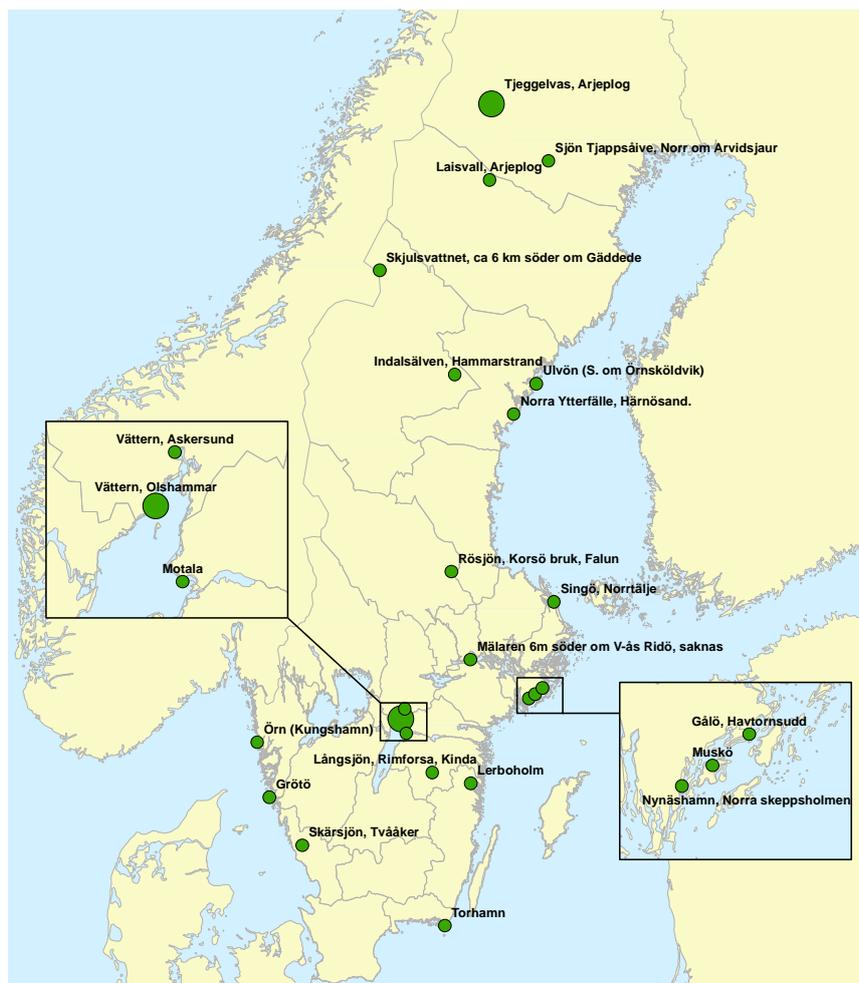 Tjeggelvas, Arjeplog
Sjön Tjappsåive, Norr om Arvidsjaur
Laisvall, Arjeplog
Skjulsvattnet, ca 6 km söder om Gäddede
Indalsälven, Hammarstrand
Ulvön (S. om Örnsköldvik)
Norra Ytterfälle, Härnösand.
Vättern, Askersund
Vättern, Olshammar
Motala
Rösjön, Korsö bruk, Falun
Singö, Norrtälje
Mälaren 6m söder om V-ås Ridö, saknas
Gålö, Havtornsudd
Muskö
Nynäshamn, Norra skeppsholmen
Örn (Kungshamn)
Långsjön, Rimforsa, Kinda
Lerboholm
Grötö
Skärsjön, Tvååker
Torhamn